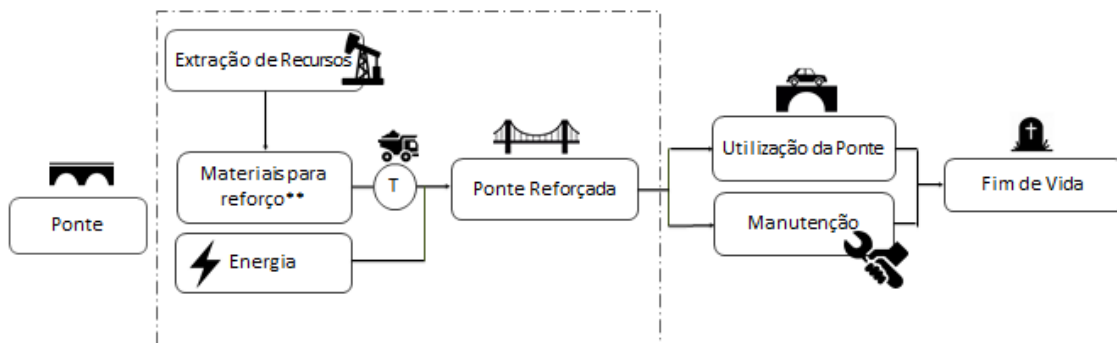 Extração de Recursos
Materiais para
reforço**
T
Ponte Reforçada
Utilização da Ponte
Fim de Vida
Ponte
Manutenção
Energia